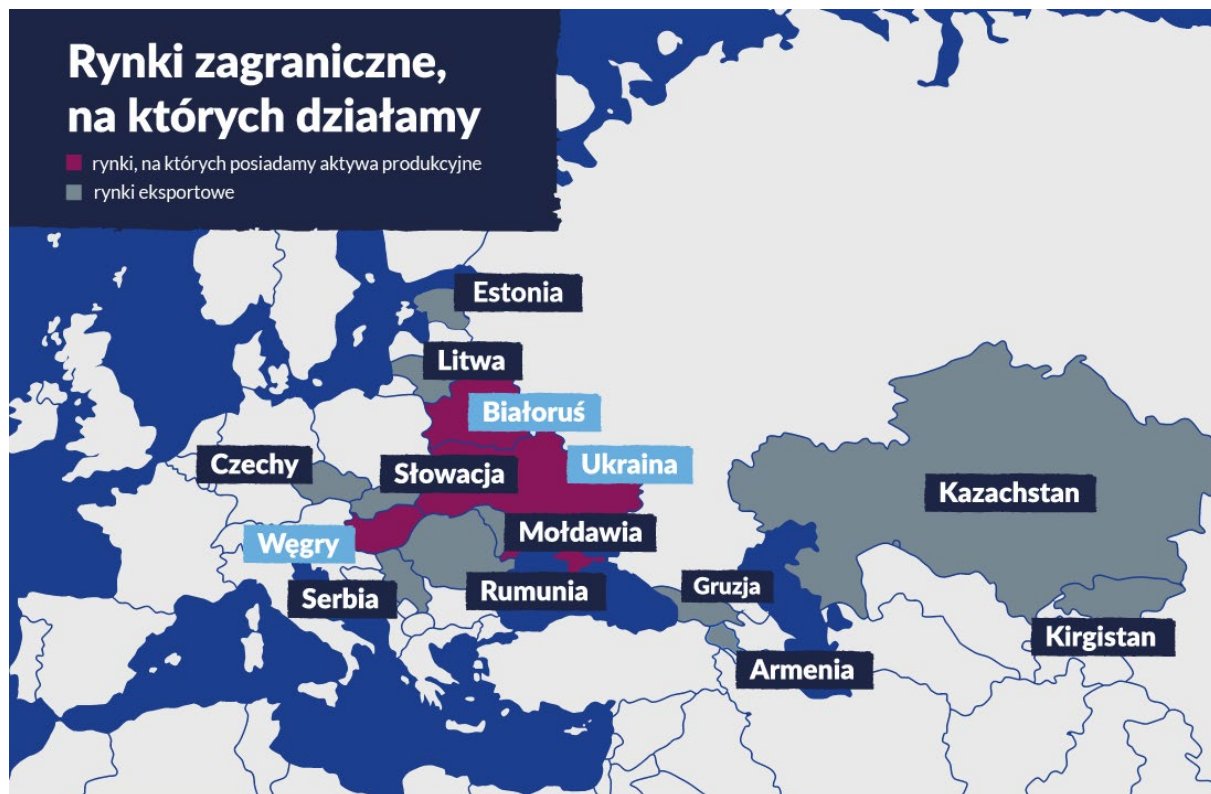 Rynki zagraniczne,
na których działamy
rynki, na których posiadamy aktywa produkcyjne
rynki eksportowe
Estonia
Litwa
Białoruś
Czechy
Słowacja
Ukraina
Kazachstan
Węgry
Mołdawia
Serbia
Rumunia
Gruzja
Kirgistan
Armenia